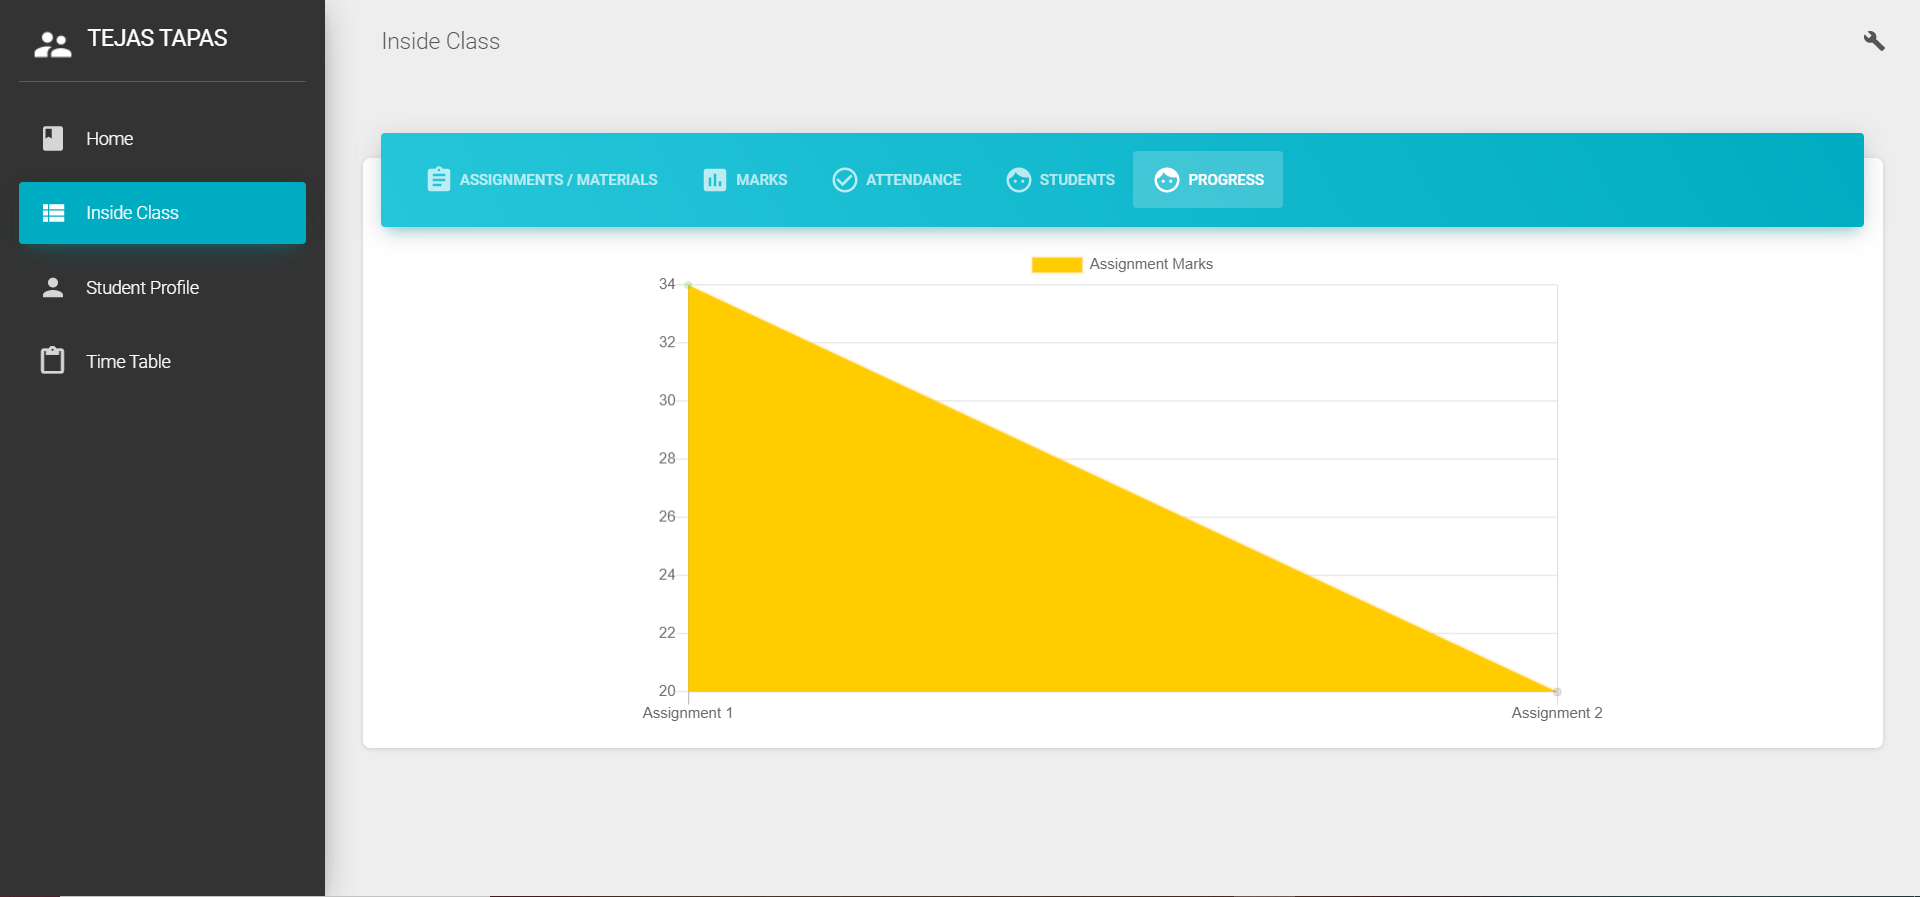 TEJAS TAPAS
Home
Inside Class
Student Profile
Time Table
Inside Class
ASSIGNMENTS / MATERIALS MARKS ATTENDANCE STUDENTS PROGRESS
Assignment Marks
34
32
30
28
26
24
22
20
Assignment 1 Assignment 2